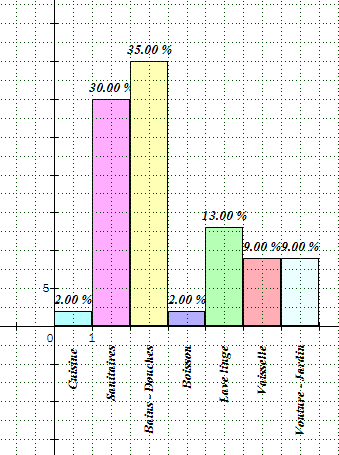 35.00 %
30.00 %
13.00 %
9.00 %
9.00 %
2.00 %
2.00 %
5
0
1
Cuisine
Sanitaires
Bains - Douches
Boisson
Lave-linge
Vaisselle
Voiture - Jardin